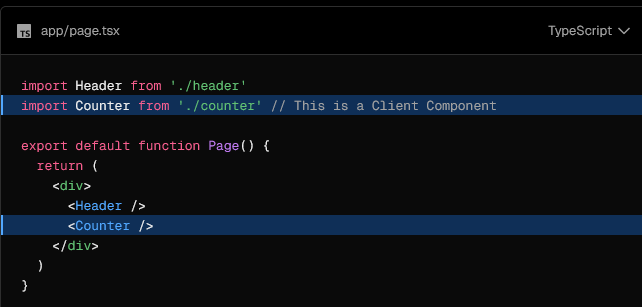 TS app/page.tsx TypeScript
import Header from './header'
import Counter from './counter' // This is a Client Component
export default function Page() {
return (
<div>
<Header />
<Counter />
</div>
)
}